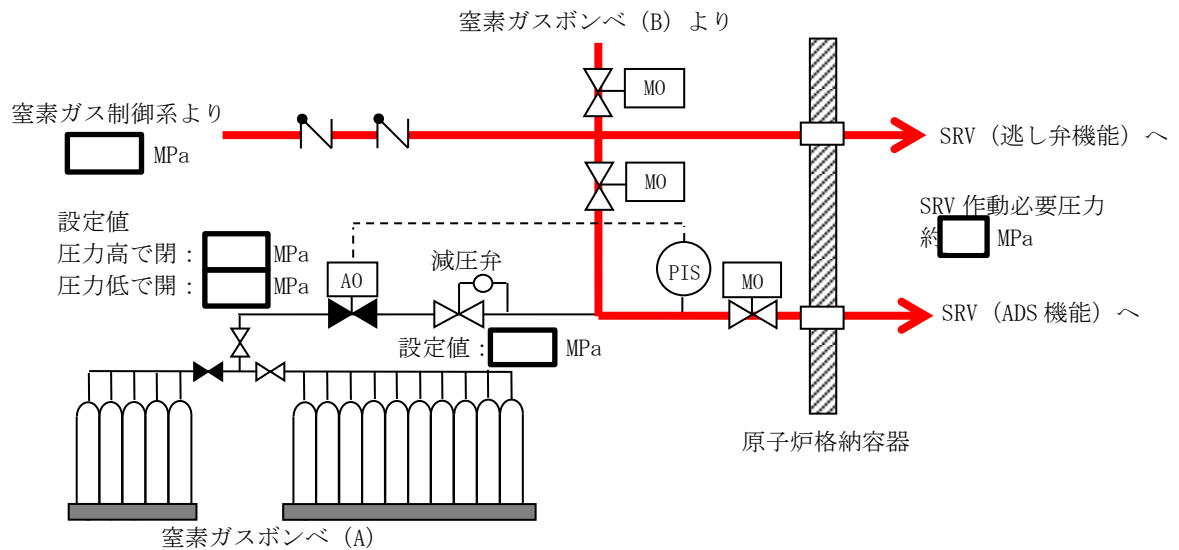 窒素ガスボンベ (B) より
MO
窒素ガス制御系より
MPa
SRV (逃し弁機能) へ
MO
設定値
圧力高で閉： MPa
圧力低で開： MPa
SRV 作動必要圧力
約 MPa
AO
減圧弁
PIS
MO
SRV (ADS 機能) へ
設定値： MPa
原子炉格納容器
窒素ガスボンベ (A)